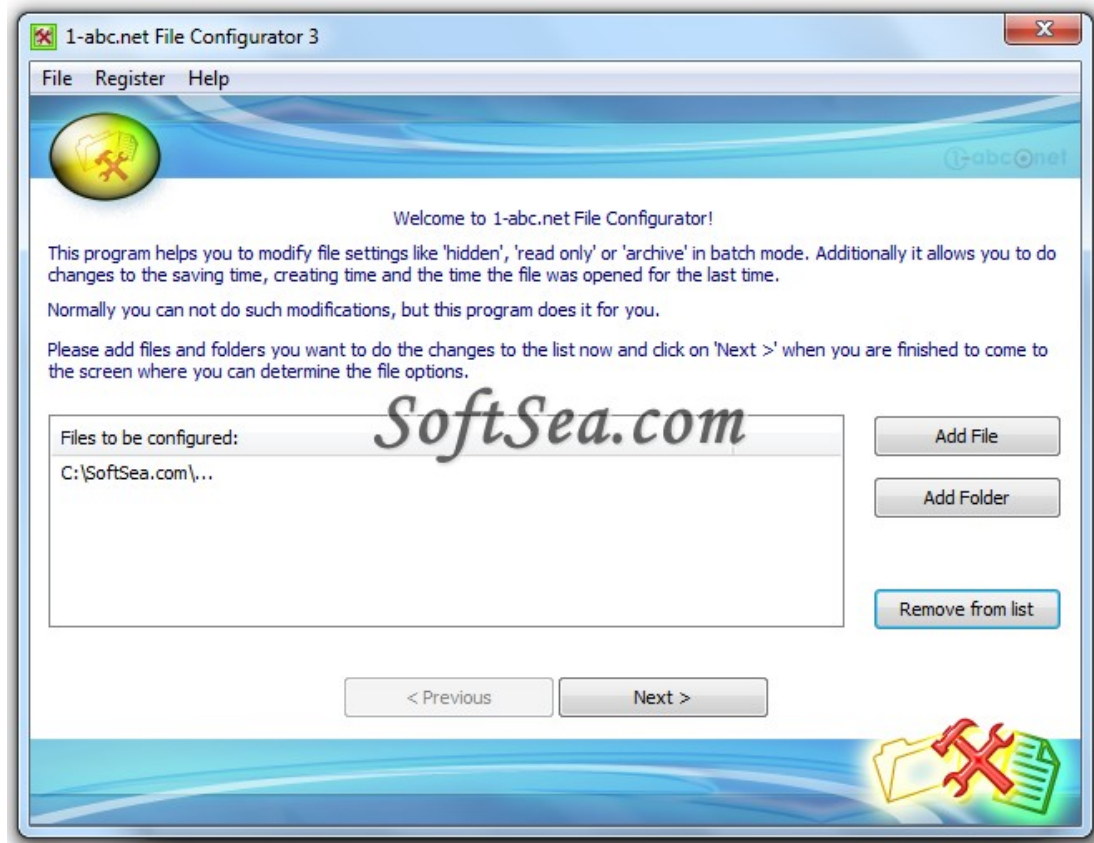 1-abc.net File Configurator 3
File Register Help
1-abc.net
Welcome to 1-abc.net File Configurator!
This program helps you to modify file settings like 'hidden', 'read only' or 'archive' in batch mode. Additionally it allows you to do
changes to the saving time, creating time and the time the file was opened for the last time.
Normally you can not do such modifications, but this program does it for you.
Please add files and folders you want to do the changes to the list now and click on 'Next >' when you are finished to come to
the screen where you can determine the file options.
SoftSea.com
Files to be configured:
Add File
C:\SoftSea.com\...
Add Folder
Remove from list
< Previous
Next >